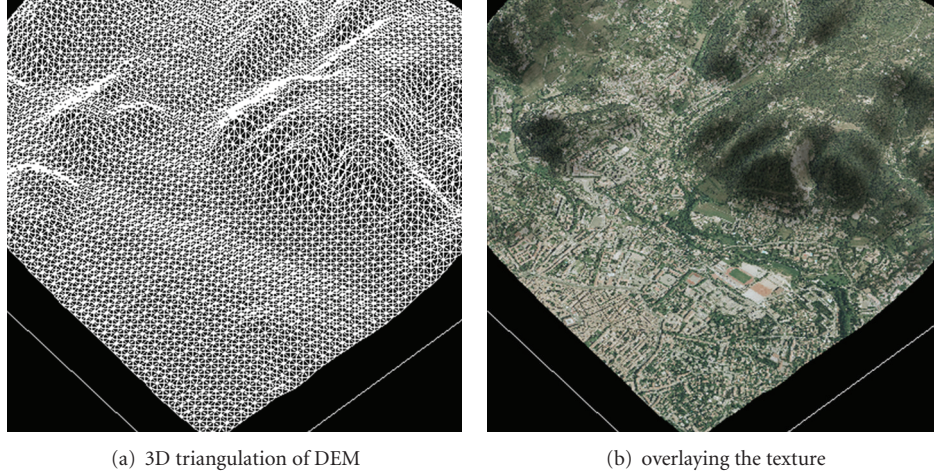 (a) 3D triangulation of DEM
(b) overlaying the texture